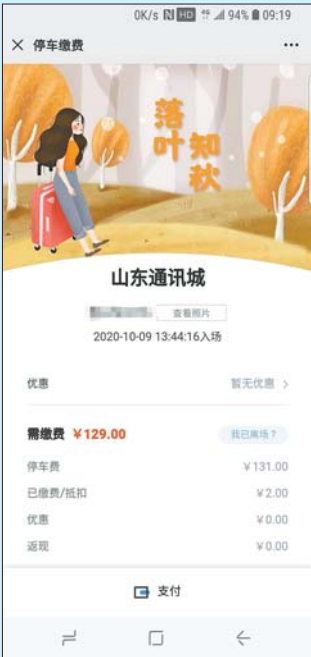 0K/s N HD 4G 94% 09:19
× 停车缴费 •••
落叶
知秋
山东通讯城
查看照片
2020-10-09 13:44:16入场
优惠 暂无优惠 >
需缴费 ¥129.00 我已离场?
停车费 ¥131.00
已缴费/抵扣 ¥2.00
优惠 ¥0.00
返现 ¥0.00
支付